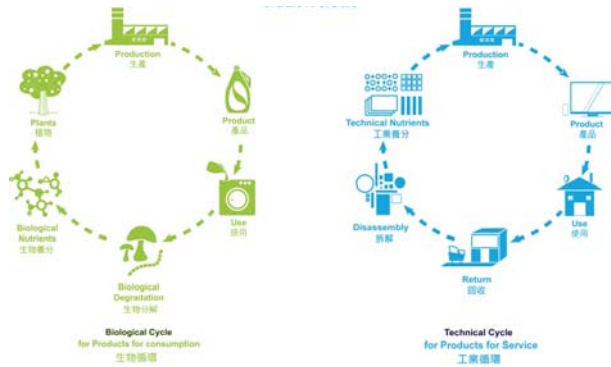 Production
生產
Product
產品
Use
使用
Biological
Degradation
生物分解
Biological
Nutrients
生物養分
Plants
植物
Biological Cycle
for Products for consumption
生物循環
Production
生產
Product
產品
Use
使用
Return
回收
Disassembly
拆解
Technical Nutrients
工業養分
Technical Cycle
for Products for Service
工業循環